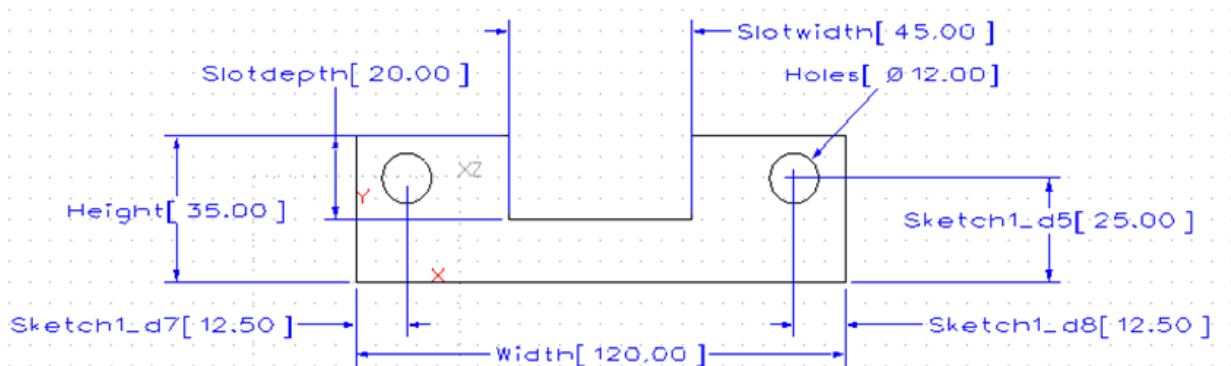 Slotwidth[ 45.00 ]
Slotdepth[ 20.00 ]
Holes[ Ø12.00]
XZ
Y
Height[ 35.00 ]
Sketch1_d5[ 25.00 ]
X
Sketch1_d7[ 12.50 ]
Sketch1_d8[ 12.50 ]
Width[ 120.00 ]